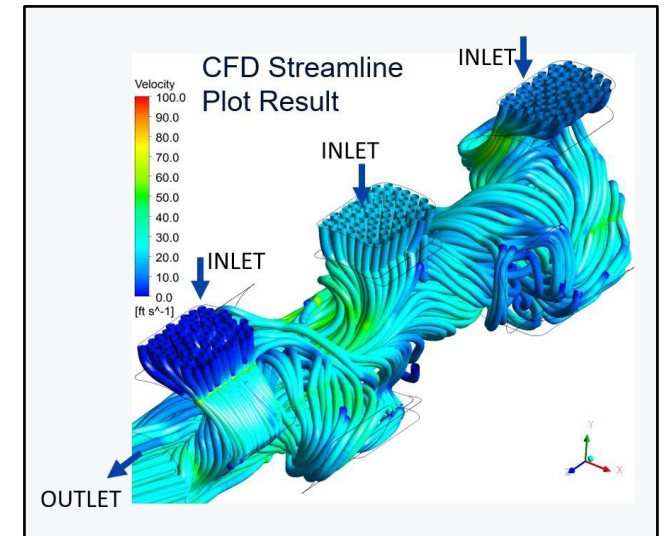 CFD Streamline
Plot Result
Velocity
100.0
90.0
80.0
70.0
60.0
50.0
40.0
30.0
20.0
10.0
0.0
[ft s^-1]
INLET
INLET
INLET
OUTLET
Y
X
Z